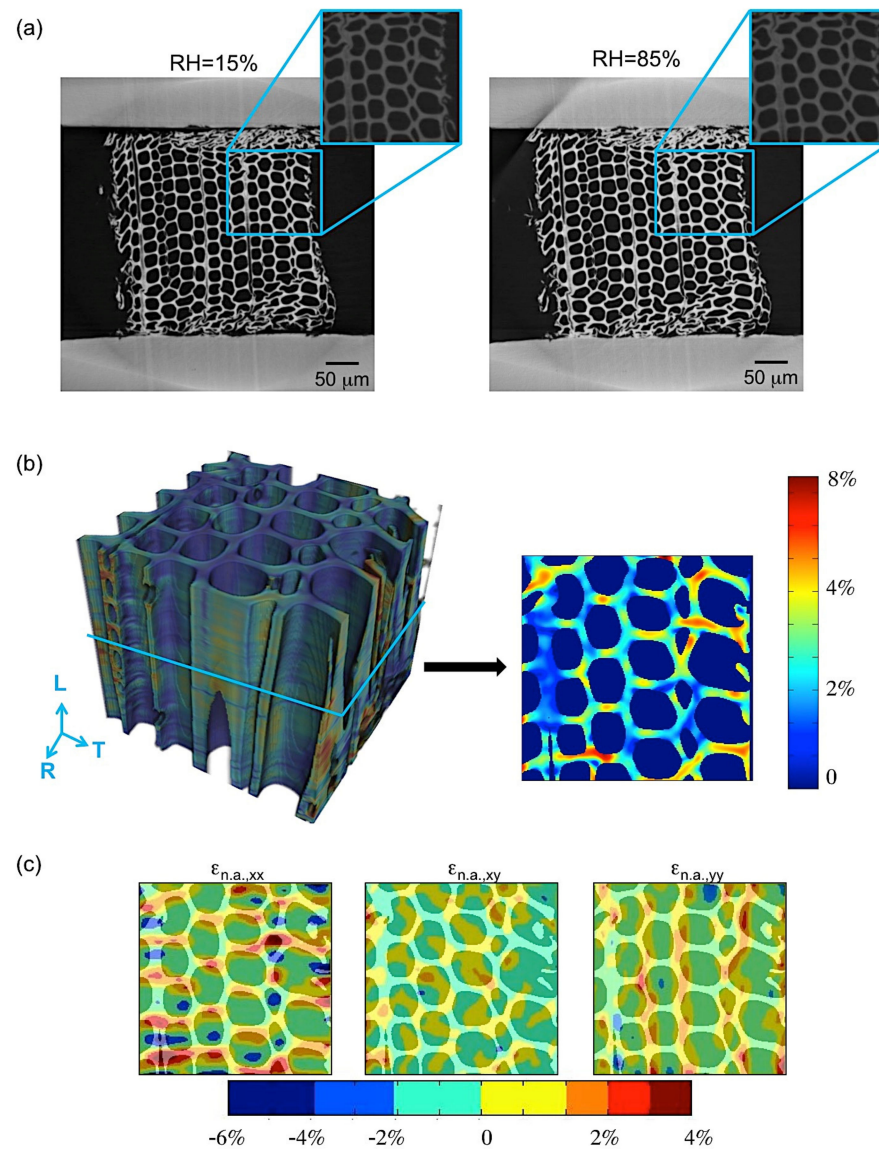 (a)
RH=15%
RH=85%
50 μm
50 μm
(b)
8%
4%
2%
0
L
R
T
(c)
εn.a.,xx
εn.a.,xy
εn.a.,yy
-6%
-4%
-2%
0
2%
4%